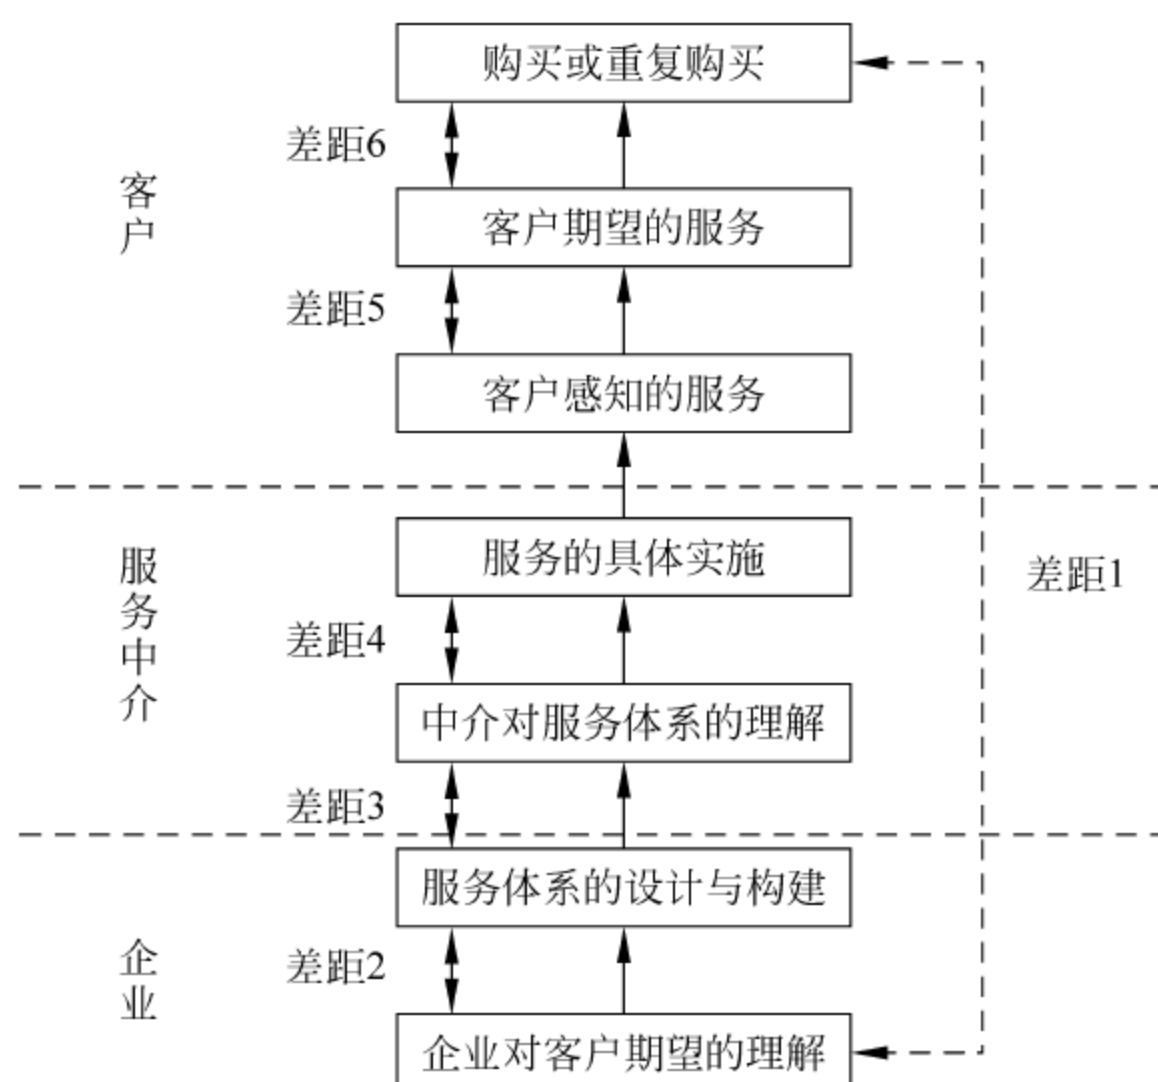 购买或重复购买
差距6
客户
客户期望的服务
差距5
客户感知的服务
服务的具体实施
差距1
服务中介
差距4
中介对服务体系的理解
差距3
服务体系的设计与构建
企业
差距2
企业对客户期望的理解